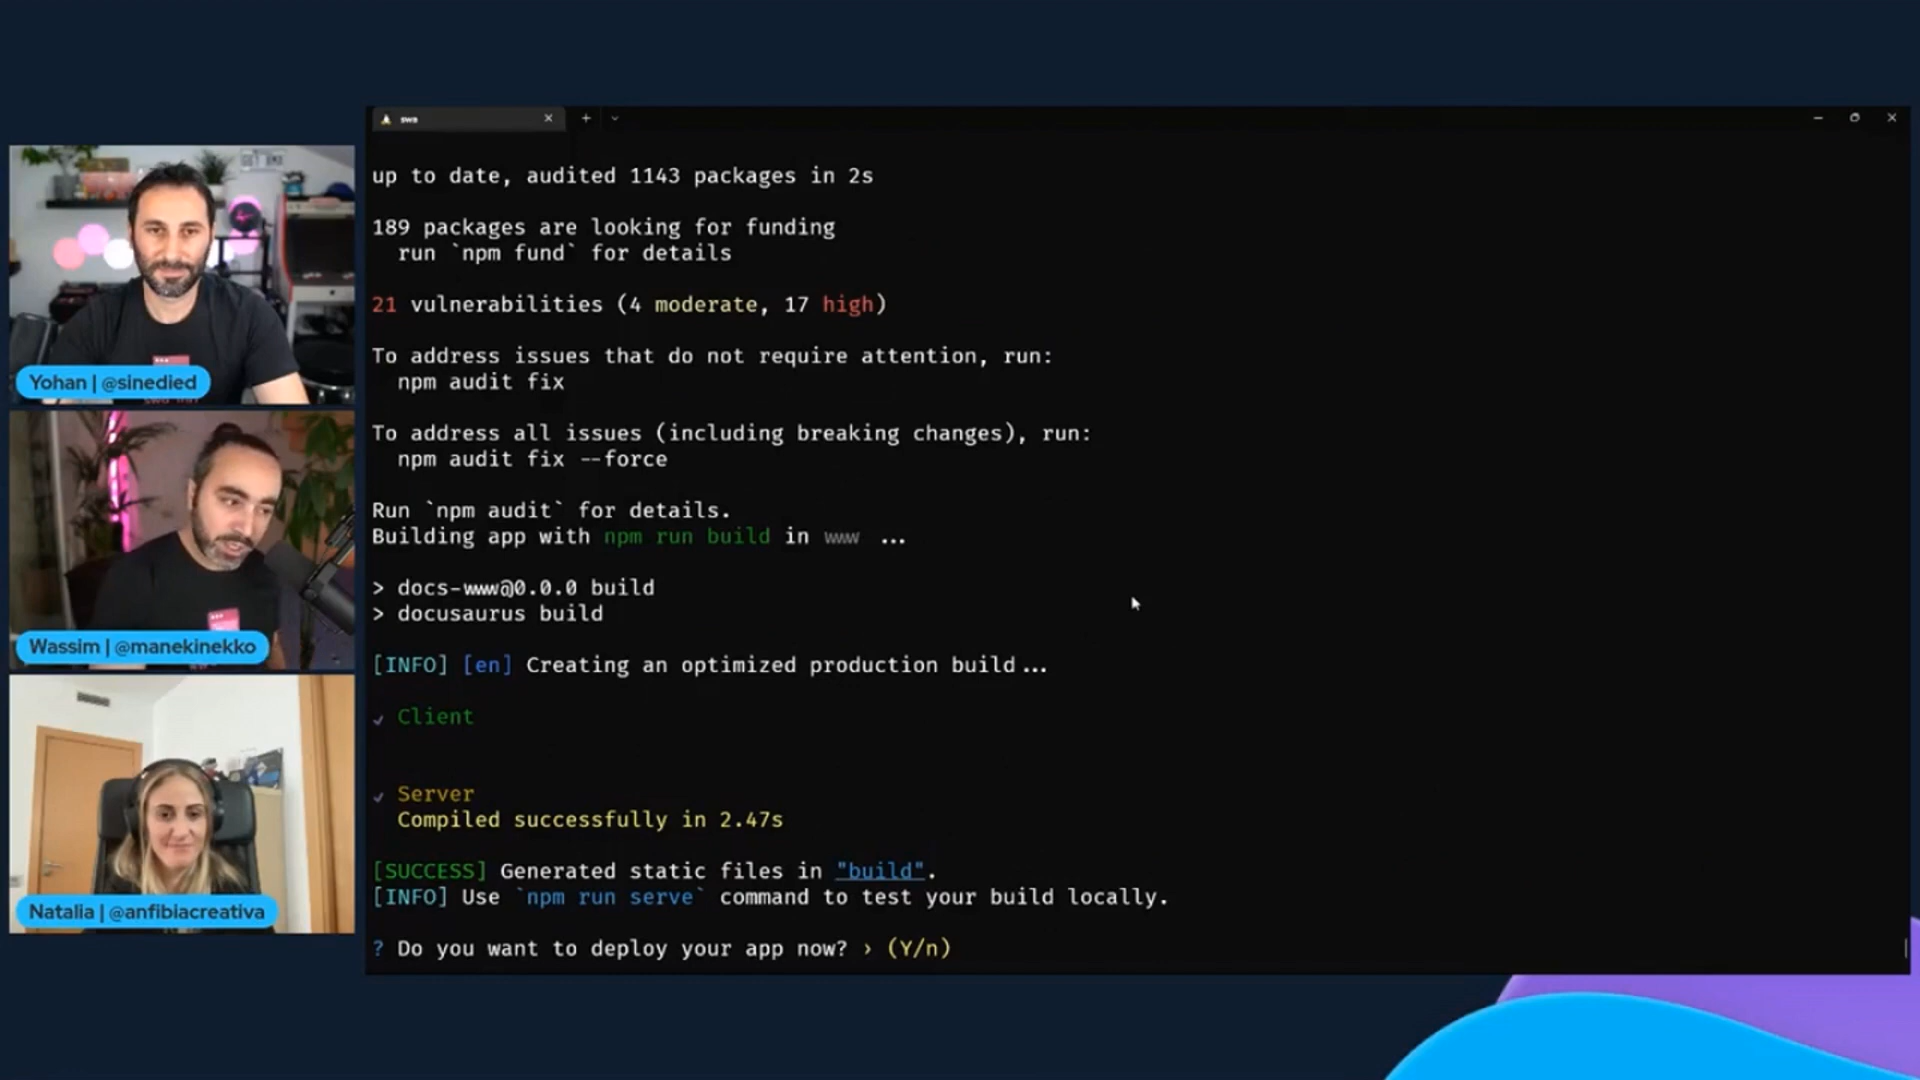 swa
up to date, audited 1143 packages in 2s
189 packages are looking for funding
run `npm fund` for details
21 vulnerabilities (4 moderate, 17 high)
To address issues that do not require attention, run:
npm audit fix
To address all issues (including breaking changes), run:
npm audit fix --force
Run `npm audit` for details.
Building app with npm run build in www ...
> docs-www@0.0.0 build
> docusaurus build
[INFO] [en] Creating an optimized production build...
✓ Client
✓ Server
Compiled successfully in 2.47s
[SUCCESS] Generated static files in "build".
[INFO] Use `npm run serve` command to test your build locally.
? Do you want to deploy your app now? › (Y/n)
Yohan | @sinedied
Wassim | @manekinekko
Natalia | @anfibiacreativa